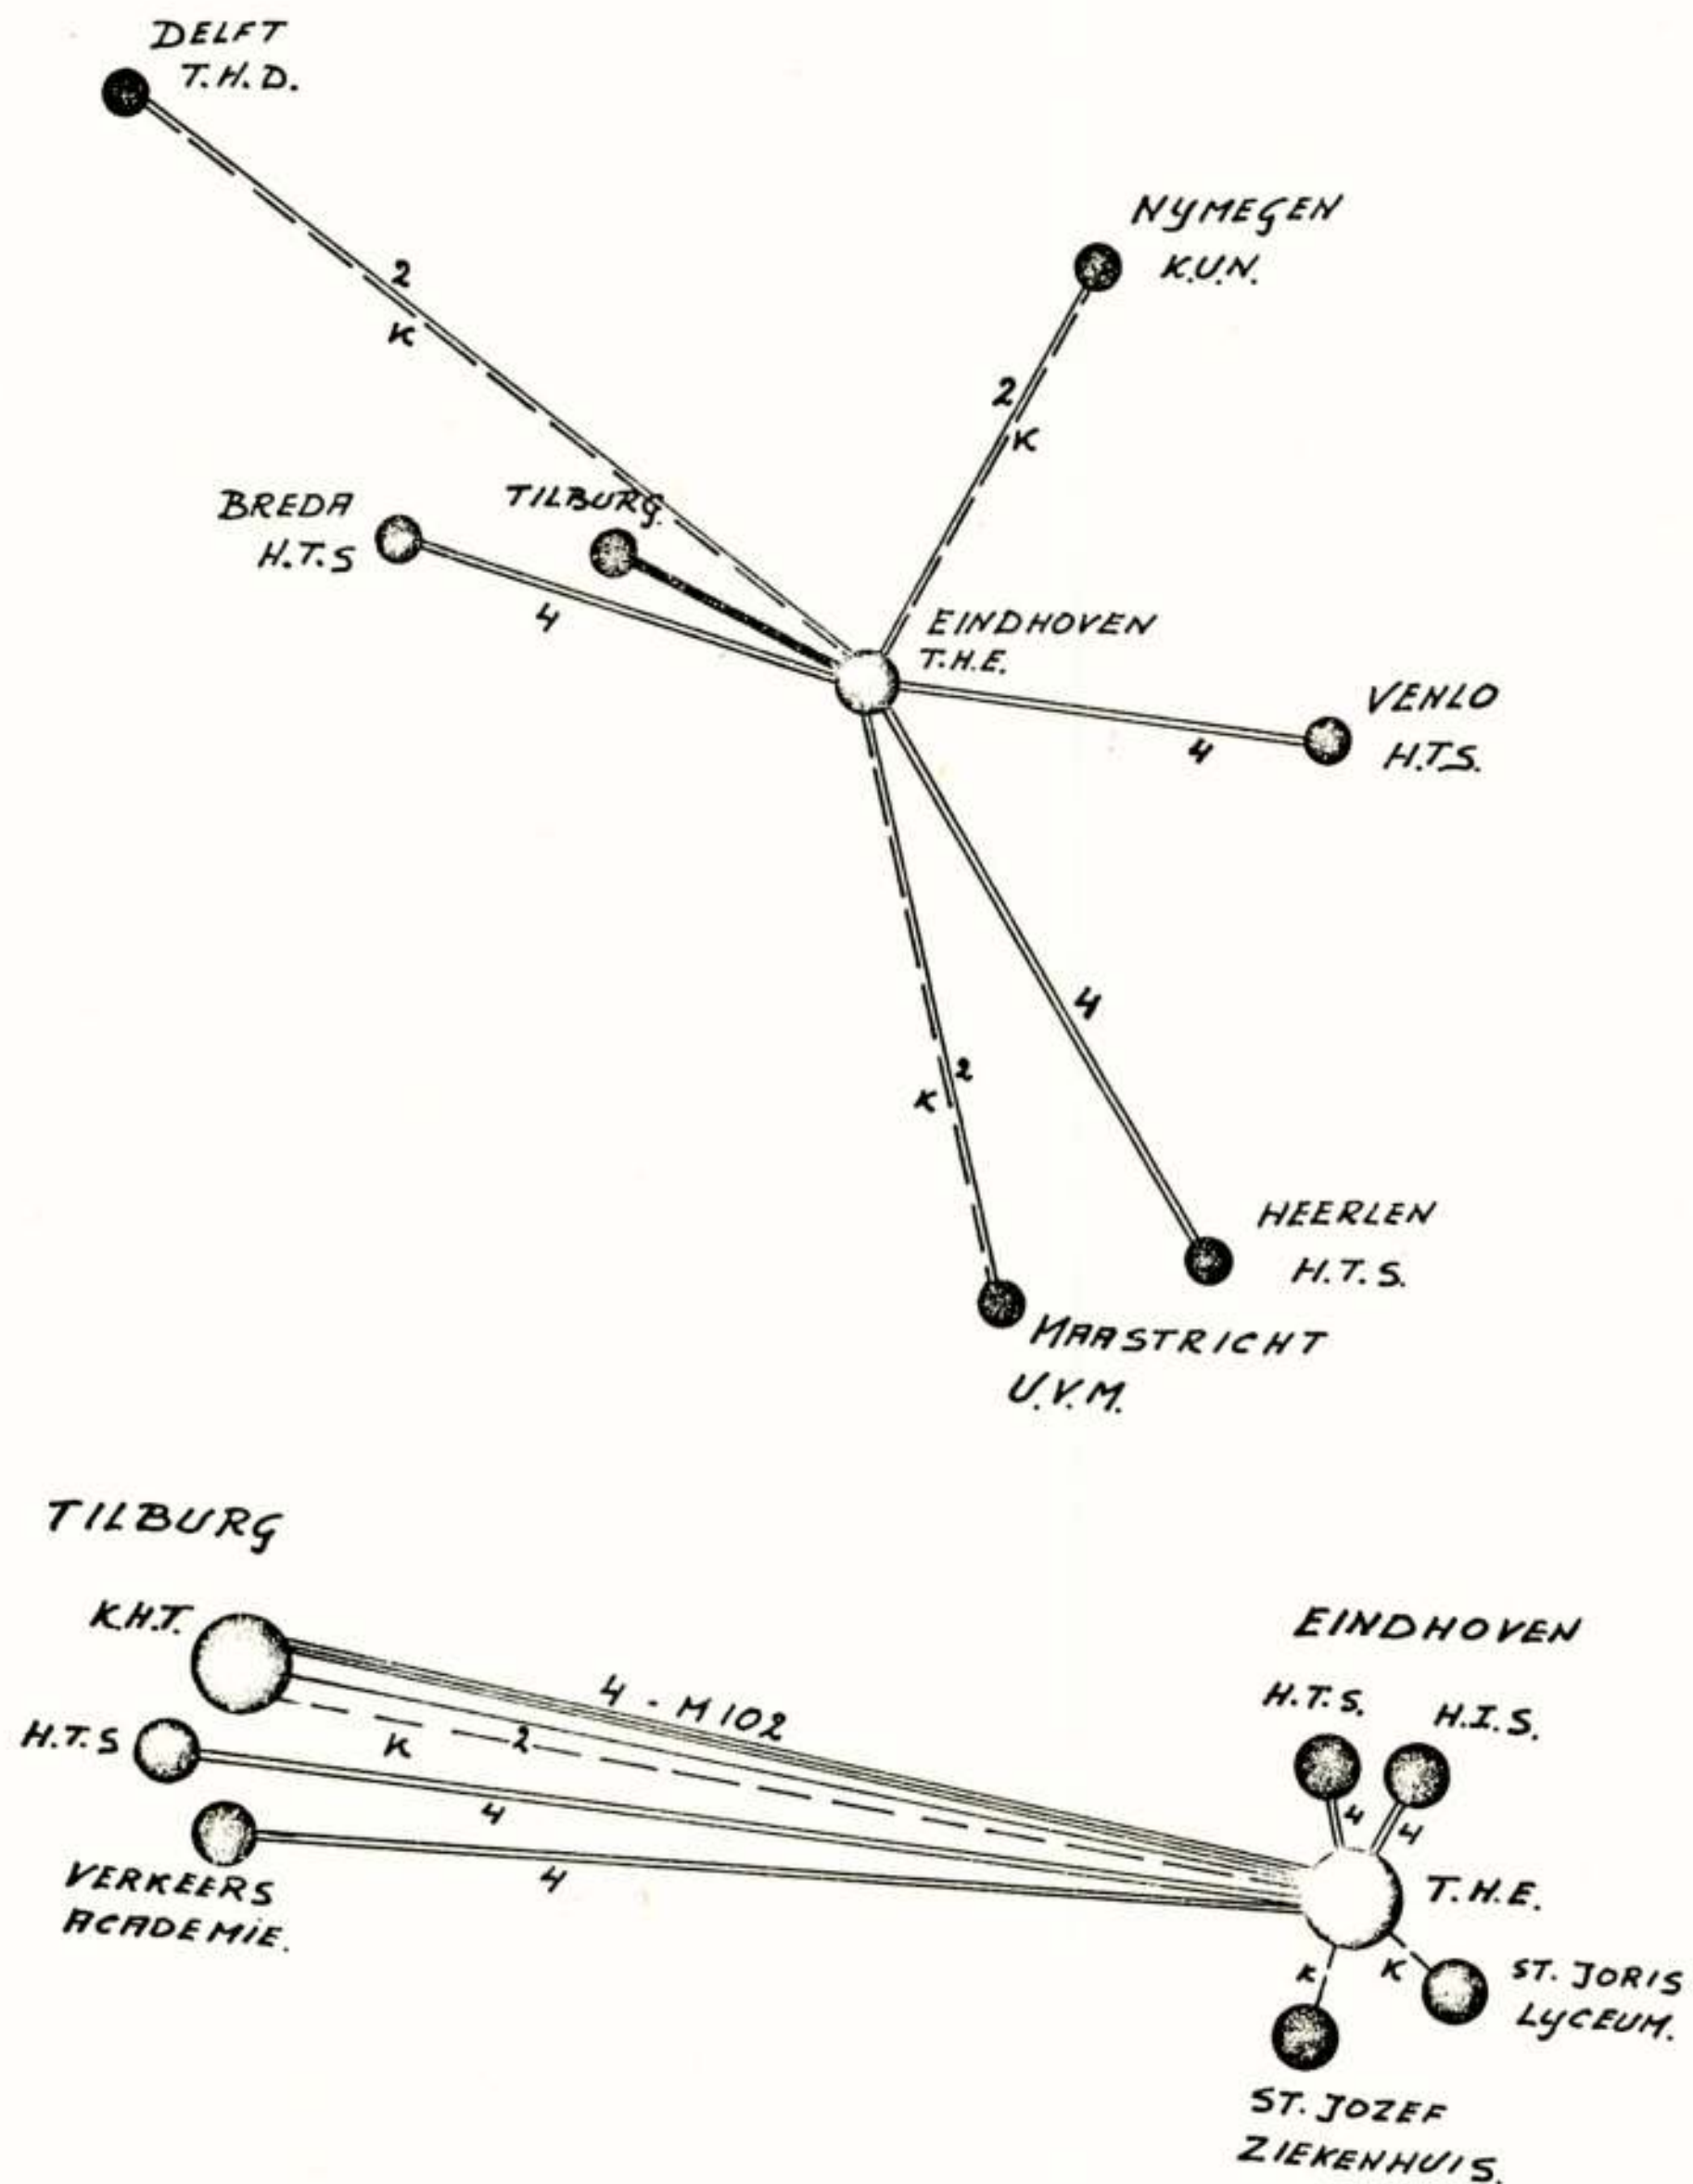 DELFT
T.H.D.
NYMEGEN
K.U.N.
2
K
2
K
BREDA
H.T.S
TILBURG.
4
EINDHOVEN
T.H.E.
VENLO
H.T.S.
4
4
2
K
HEERLEN
H.T.S.
MAASTRICHT
U.V.M.
TILBURG
K.H.T.
EINDHOVEN
H.T.S.
H.I.S.
4 - M 102
H.T.S
K
2
4
4
4
T.H.E.
4
VERKEERS
ACADEMIE.
K
K
ST. JORIS
LYCEUM.
ST. JOZEF
ZIEKENHUIS.